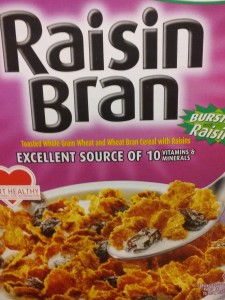 Raisin
Bran
BURST
Raisin
Toasted Whole Grain Wheat and Wheat Bran Cereal with Raisins
EXCELLENT SOURCE OF 10 VITAMINS &
MINERALS
RT HEALTHY